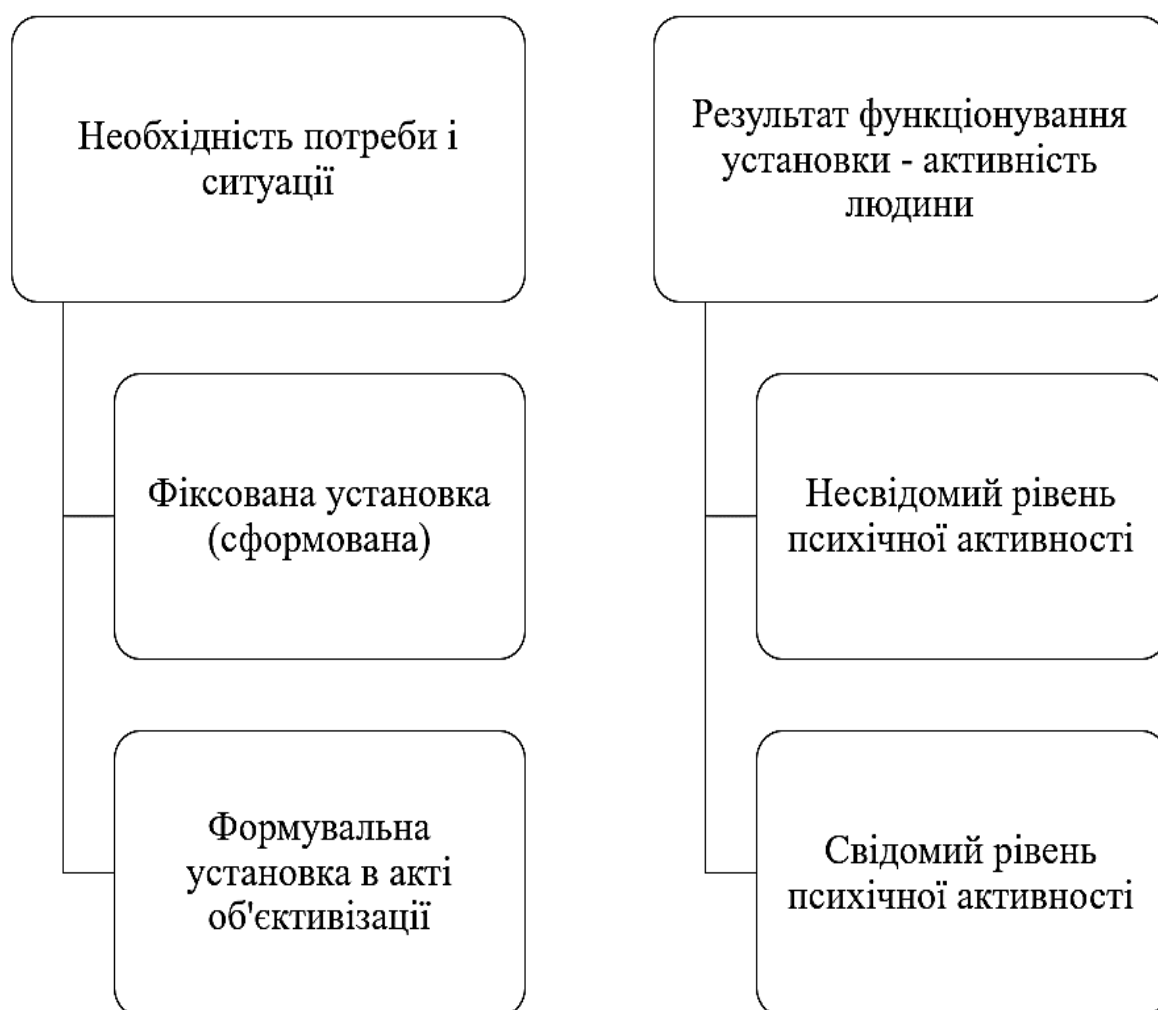 Необхідність потреби і
ситуації
Фіксована установка
(сформована)
Формувальна
установка в акті
об'єктивізації
Результат функціонування
установки - активність
людини
Несвідомий рівень
психічної активності
Свідомий рівень
психічної активності